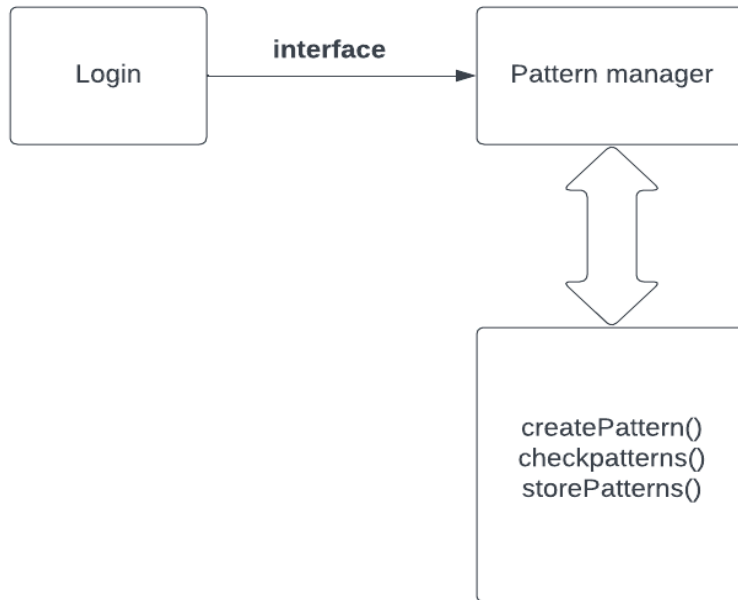 Login
interface
Pattern manager
createPattern()
checkpatterns()
storePatterns()